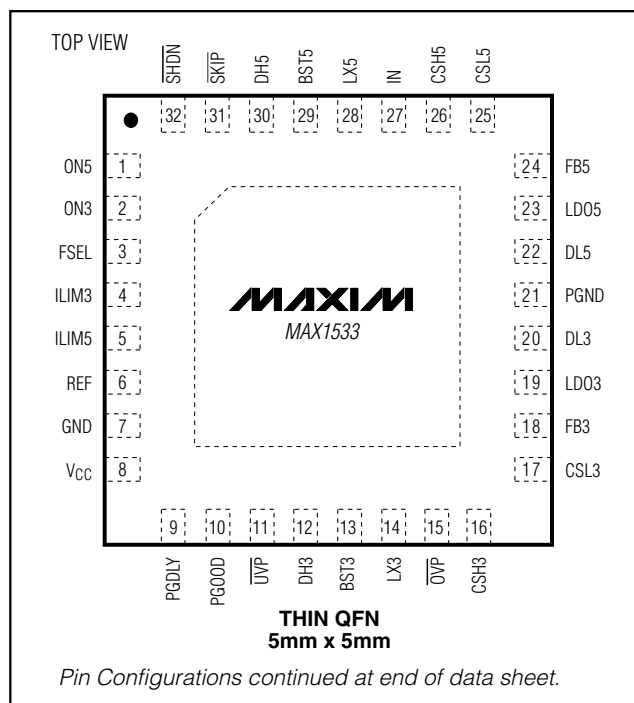 TOP VIEW
SHDN SKIP DH5 BST5 LX5 IN CSH5 CSL5
32 31 30 29 28 27 26 25
ON5 1
ON3 2
FSEL 3
ILIM3 4
ILIM5 5
REF 6
GND 7
VCC 8
MAXIM
MAX1533
24 FB5
23 LDO5
22 DL5
21 PGND
20 DL3
19 LDO3
18 FB3
17 CSL3
9 10 11 12 13 14 15 16
PGDLY PGOOD UVP DH3 BST3 LX3 OVP CSH3
THIN QFN
5mm x 5mm
Pin Configurations continued at end of data sheet.